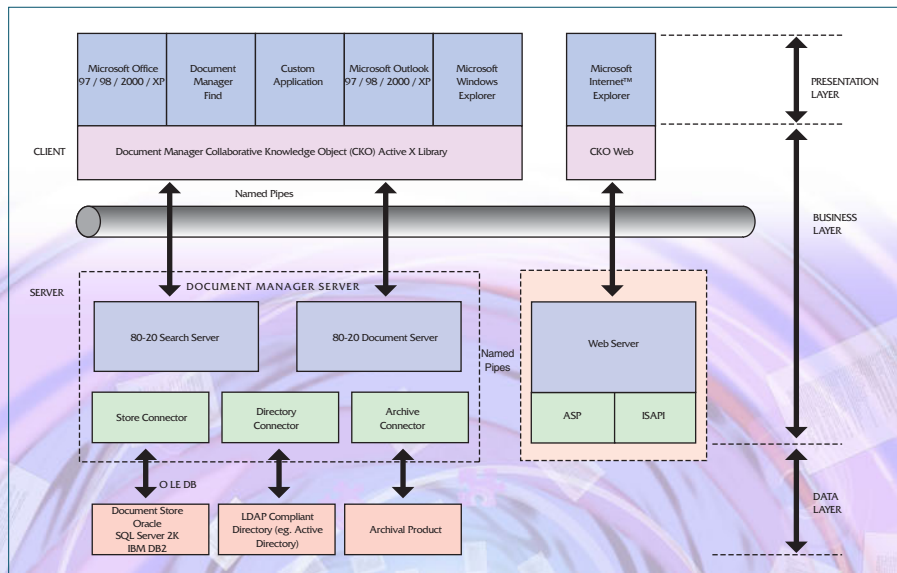 Microsoft Office
97 / 98 / 2000 / XP
Document
Manager
Find
Custom
Application
Microsoft Outlook
97 / 98 / 2000 / XP
Microsoft
Windows
Explorer
Microsoft
Internet™
Explorer
PRESENTATION
LAYER
CLIENT
Document Manager Collaborative Knowledge Object (CKO) Active X Library
CKO Web
Named Pipes
BUSINESS
LAYER
SERVER
DOCUMENT MANAGER SERVER
80-20 Search Server
80-20 Document Server
Named
Pipes
Web Server
Store Connector
Directory
Connector
Archive
Connector
ASP
ISAPI
O LE DB
Document Store
Oracle
SQL Server 2K
IBM DB2
LDAP Compliant
Directory (eg. Active
Directory)
Archival Product
DATA
LAYER